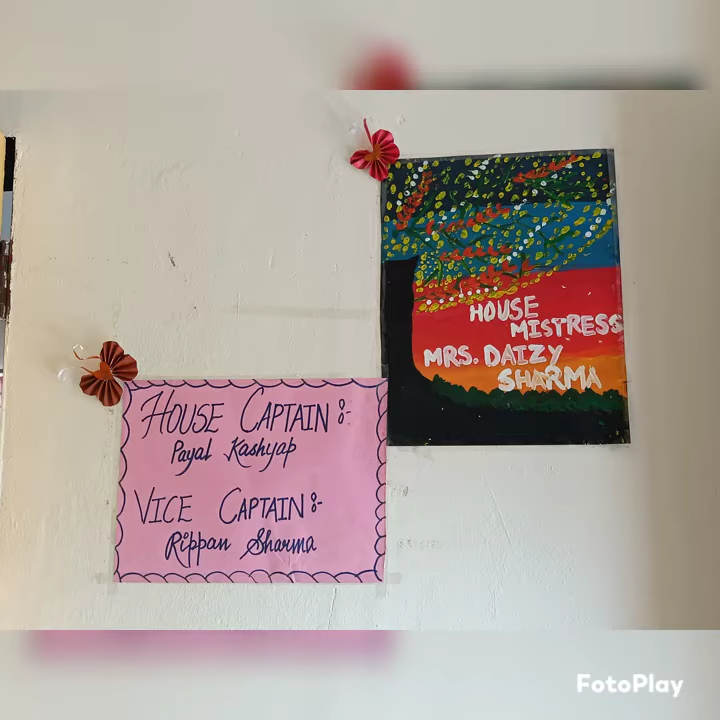 HOUSE
MISTRESS
MRS. DAIZY
SHARMA
HOUSE CAPTAIN :-
Payal Kashyap
VICE CAPTAIN :-
Rippan Sharma
FotoPlay